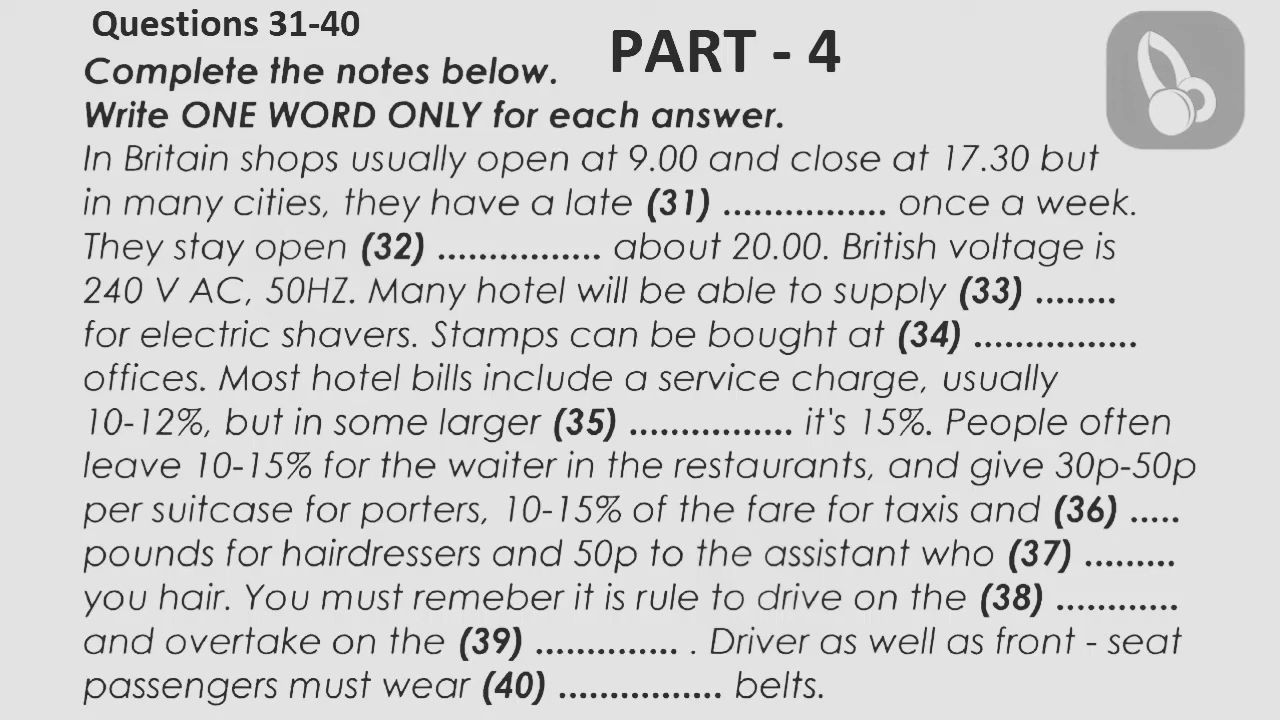 Questions 31-40
PART - 4
Complete the notes below.
Write ONE WORD ONLY for each answer.
In Britain shops usually open at 9.00 and close at 17.30 but
in many cities, they have a late (31) ................ once a week.
They stay open (32) ................ about 20.00. British voltage is
240 V AC, 50HZ. Many hotel will be able to supply (33) ........
for electric shavers. Stamps can be bought at (34) ................
offices. Most hotel bills include a service charge, usually
10-12%, but in some larger (35) ................ it's 15%. People often
leave 10-15% for the waiter in the restaurants, and give 30p-50p
per suitcase for porters, 10-15% of the fare for taxis and (36) .....
pounds for hairdressers and 50p to the assistant who (37) .........
you hair. You must remeber it is rule to drive on the (38) ............
and overtake on the (39) .............. . Driver as well as front - seat
passengers must wear (40) ................ belts.